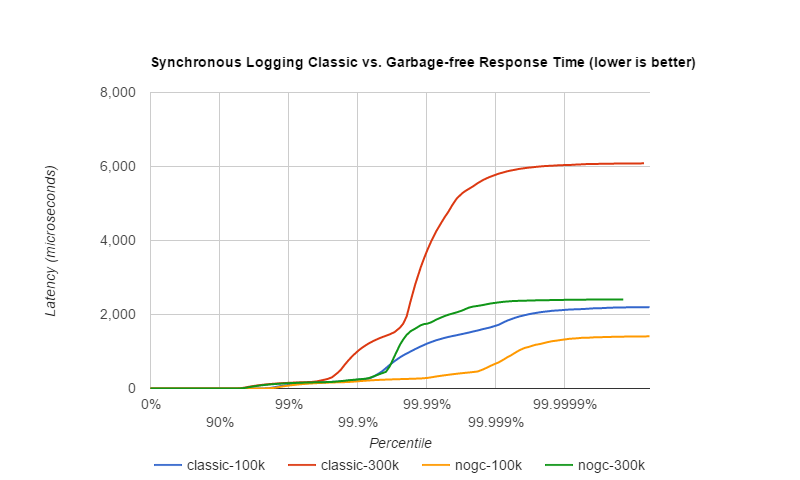 Synchronous Logging Classic vs. Garbage-free Response Time (lower is better)
Latency (microseconds)
8,000
6,000
4,000
2,000
0
0%
90%
99%
99.9%
99.99%
99.999%
99.9999%
Percentile
classic-100k
classic-300k
nogc-100k
nogc-300k